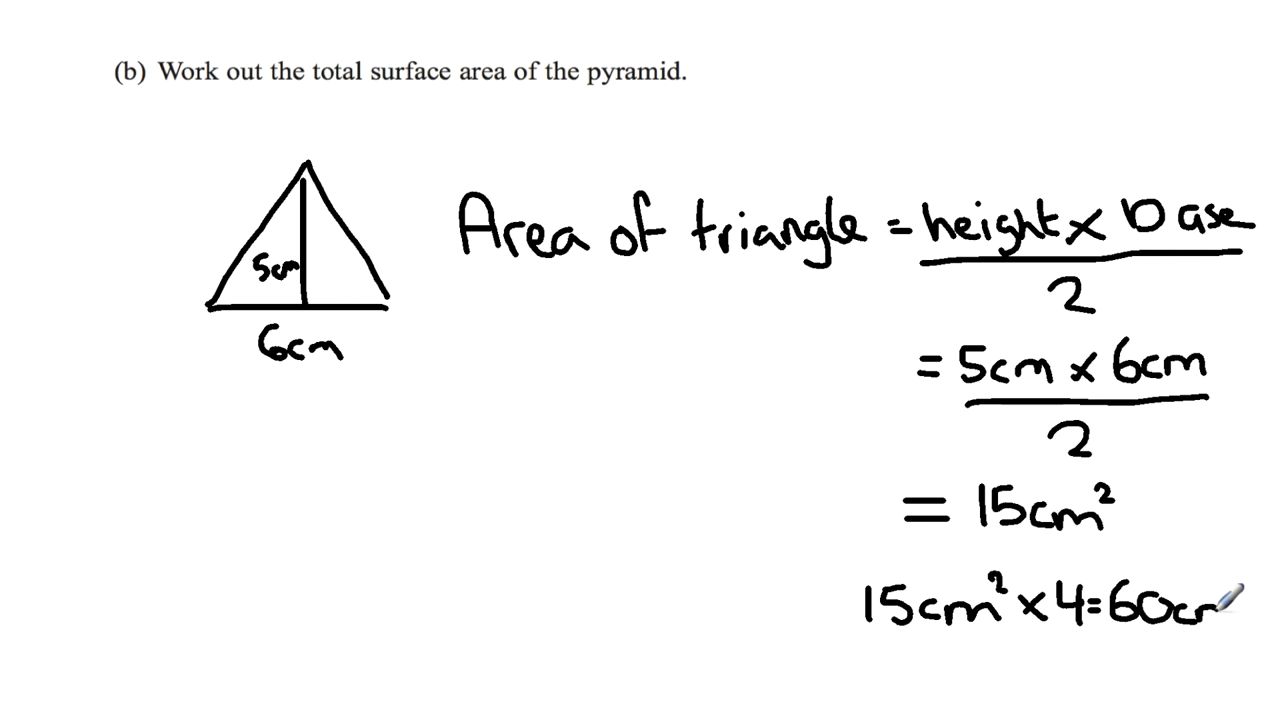 (b) Work out the total surface area of the pyramid.
5cm
6cm
Area of triangle = height × base
2
= 5cm × 6cm
2
= 15cm²
15cm² × 4 = 60cm